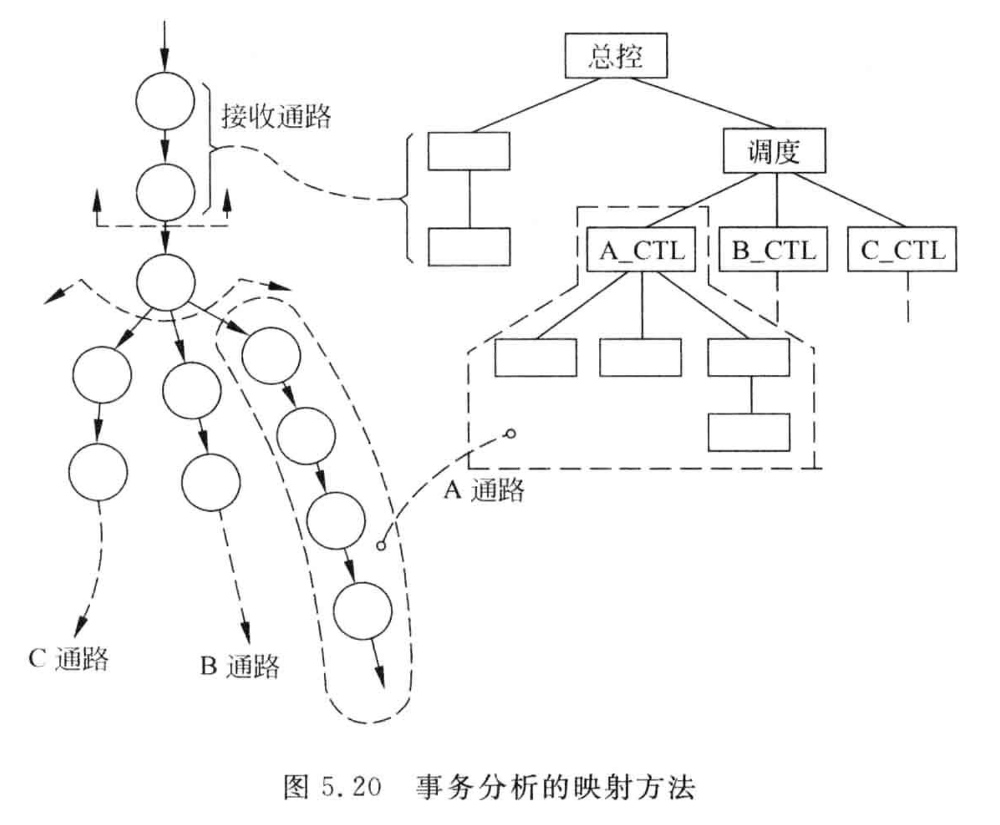 总控
接收通路
调度
A_CTL
B_CTL
C_CTL
A 通路
C 通路
B 通路
图 5.20 事务分析的映射方法